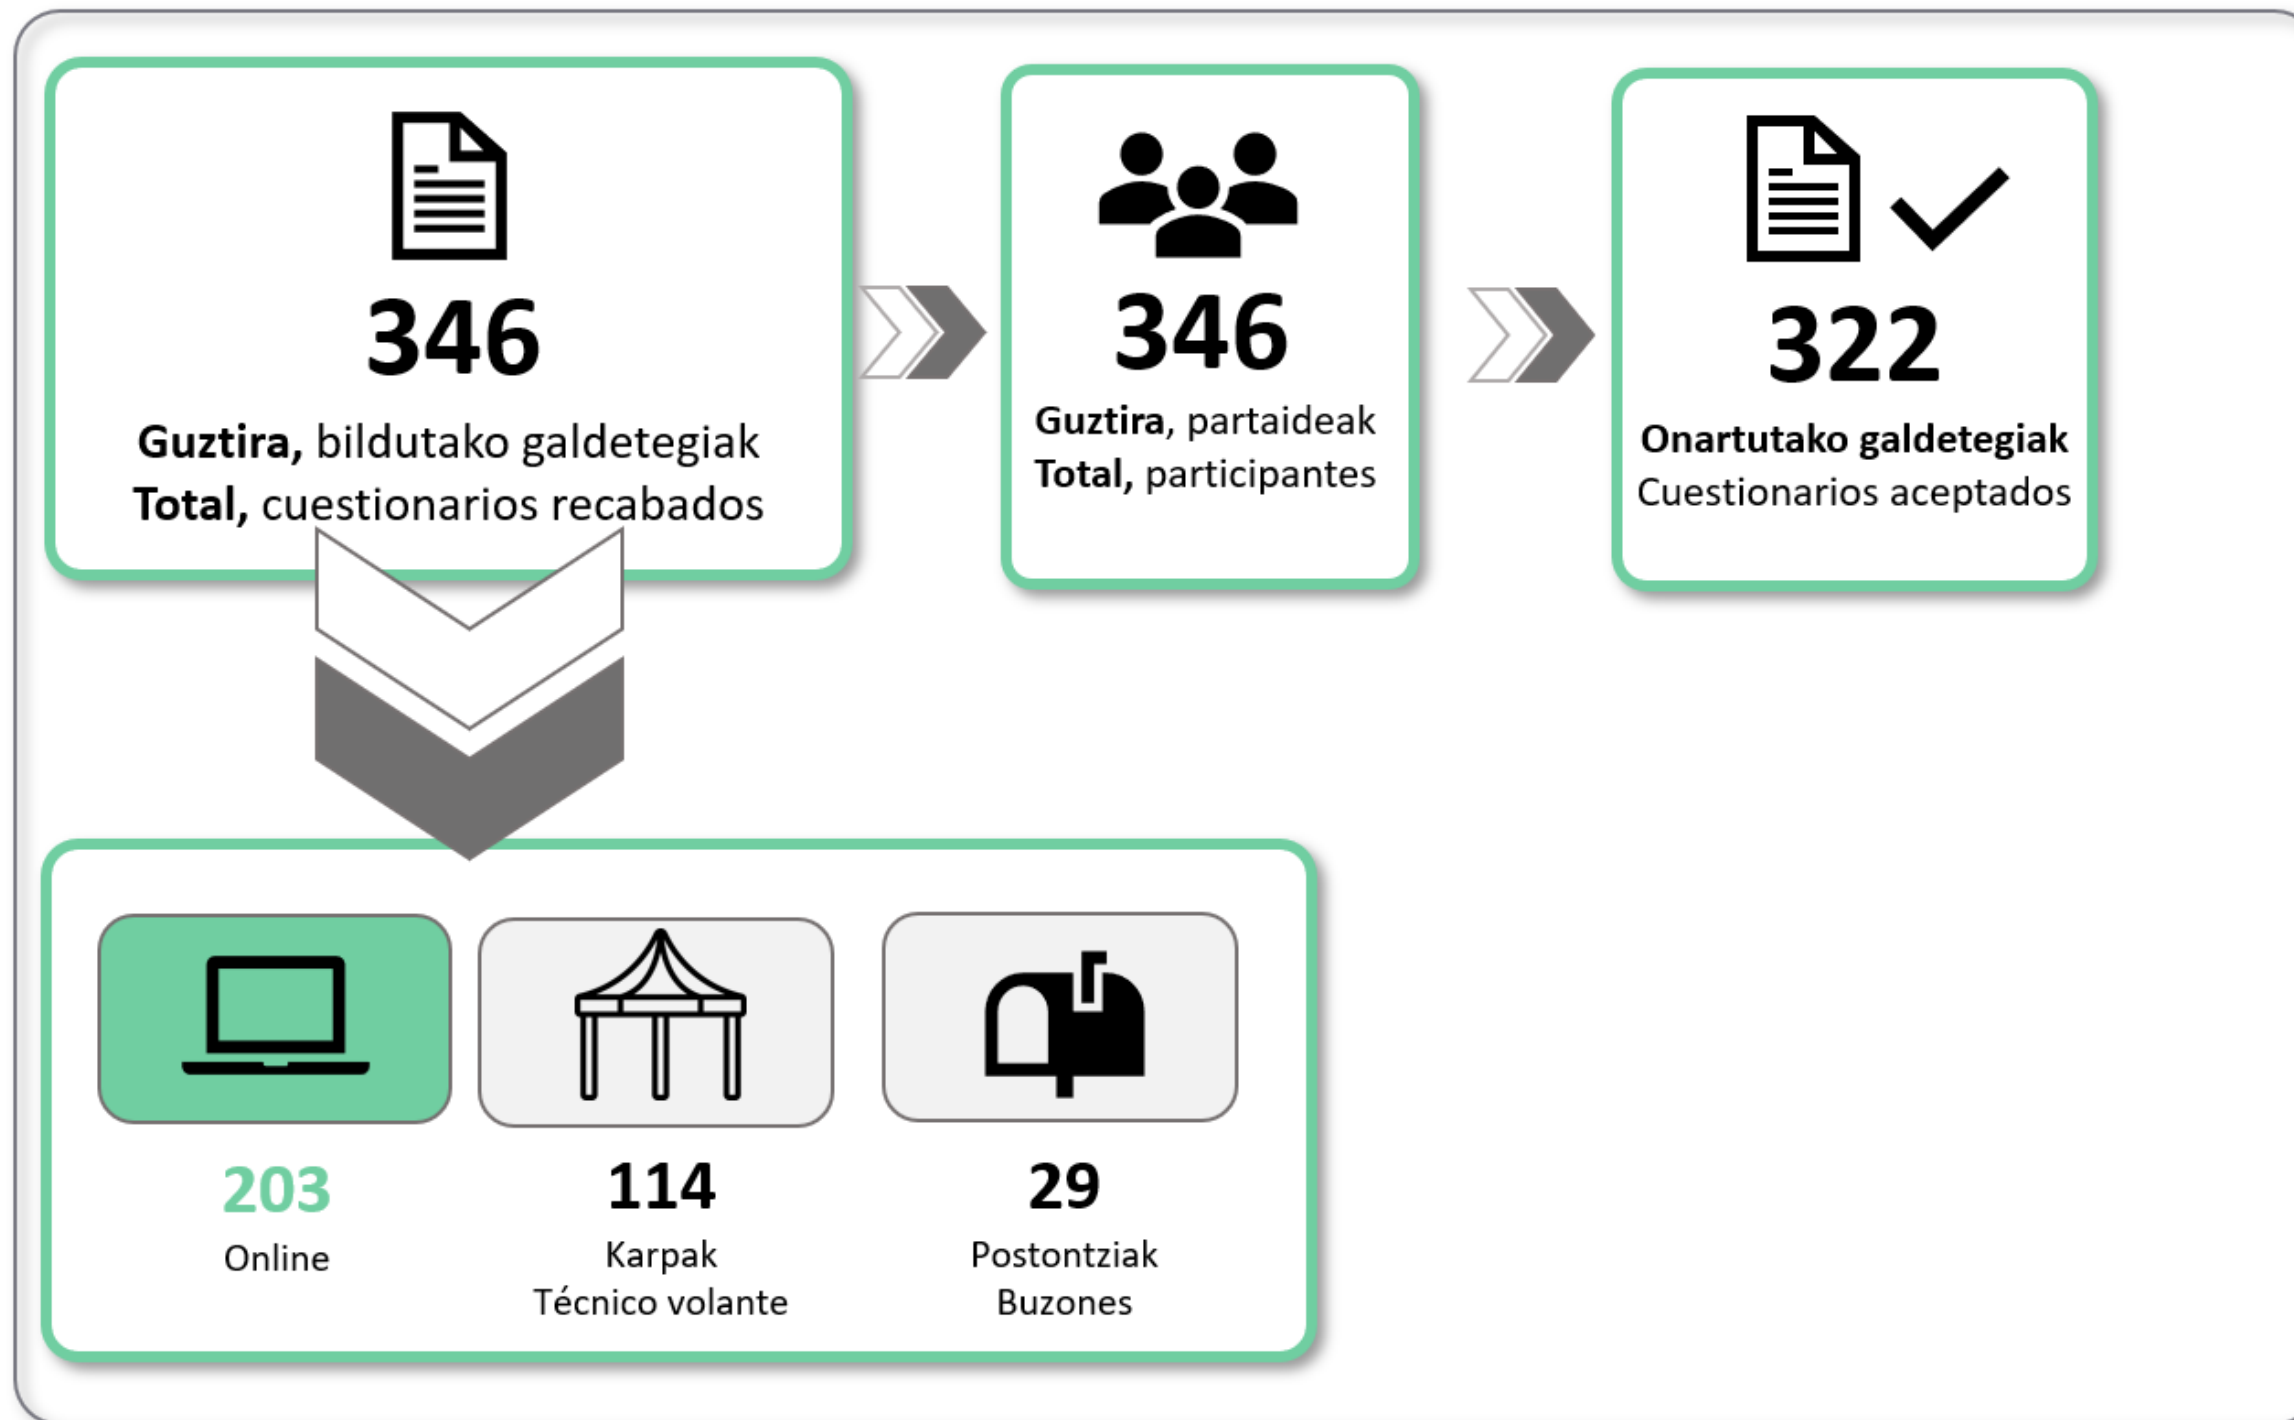 346
Guztira, bildutako galdetegiak
Total, cuestionarios recabados
346
Guztira, partaideak
Total, participantes
322
Onartutako galdetegiak
Cuestionarios aceptados
203
Online
114
Karpak
Técnico volante
29
Postontziak
Buzones